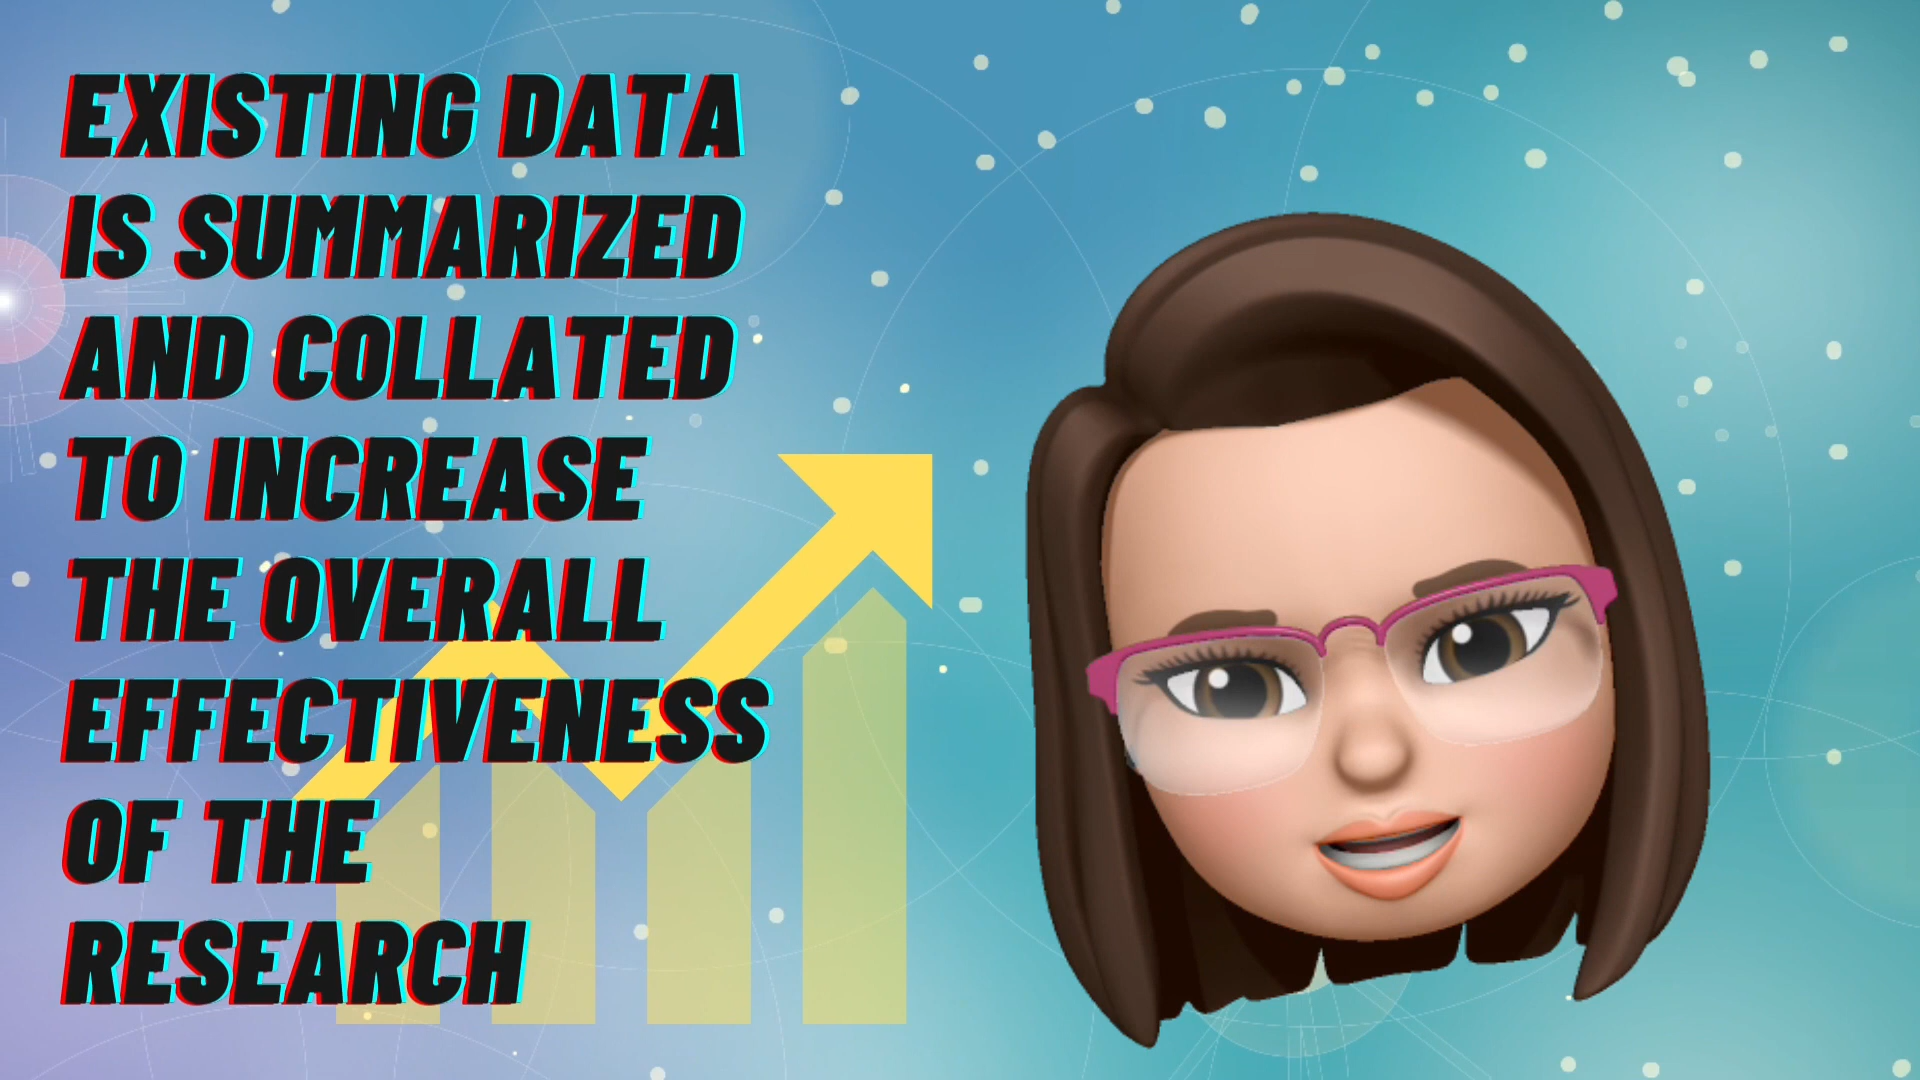 EXISTING DATA
IS SUMMARIZED
AND COLLATED
TO INCREASE
THE OVERALL
EFFECTIVENESS
OF THE
RESEARCH